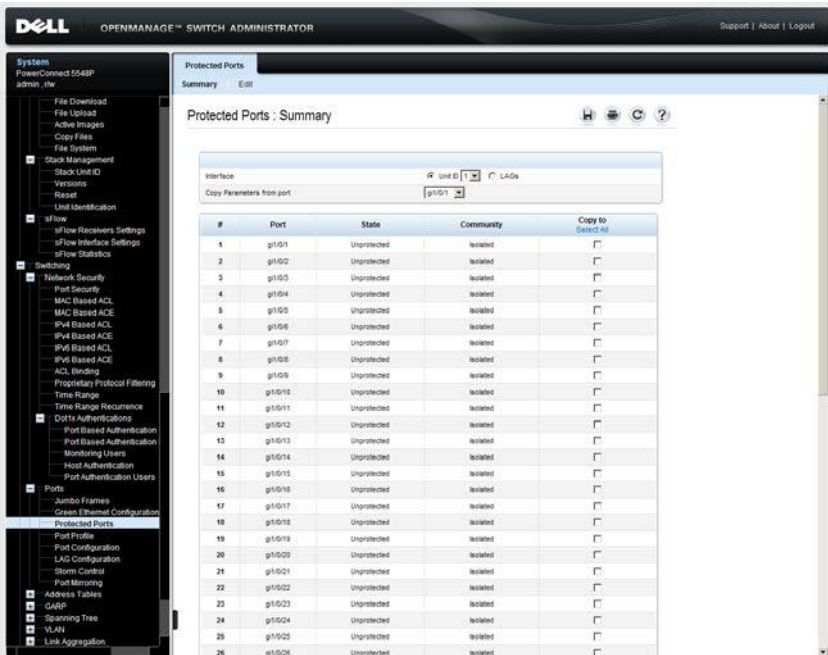 DELL OPENMANAGE™ SWITCH ADMINISTRATOR
Support | About | Logout
System
PowerConnect 5548P
admin , r/w
File Download
File Upload
Active Images
Copy Files
File System
Stack Management
Stack Unit ID
Versions
Reset
Unit Identification
sFlow
sFlow Receivers Settings
sFlow Interface Settings
sFlow Statistics
Switching
Network Security
Port Security
MAC Based ACL
MAC Based ACE
IPv4 Based ACL
IPv4 Based ACE
IPv6 Based ACL
IPv6 Based ACE
ACL Binding
Proprietary Protocol Filtering
Time Range
Time Range Recurrence
Dot1x Authentications
Port Based Authentication
Port Based Authentication
Monitoring Users
Host Authentication
Port Authentication Users
Ports
Jumbo Frames
Green Ethernet Configuration
Protected Ports
Port Profile
Port Configuration
LAG Configuration
Storm Control
Port Mirroring
Address Tables
GARP
Spanning Tree
VLAN
Link Aggregation
Protected Ports
Summary Edit
Protected Ports : Summary
Interface Unit ID 1 LAGs
Copy Parameters from port gi1/0/1
# Port State Community Copy to
Select All
1 gi1/0/1 Unprotected Isolated
2 gi1/0/2 Unprotected Isolated
3 gi1/0/3 Unprotected Isolated
4 gi1/0/4 Unprotected Isolated
5 gi1/0/5 Unprotected Isolated
6 gi1/0/6 Unprotected Isolated
7 gi1/0/7 Unprotected Isolated
8 gi1/0/8 Unprotected Isolated
9 gi1/0/9 Unprotected Isolated
10 gi1/0/10 Unprotected Isolated
11 gi1/0/11 Unprotected Isolated
12 gi1/0/12 Unprotected Isolated
13 gi1/0/13 Unprotected Isolated
14 gi1/0/14 Unprotected Isolated
15 gi1/0/15 Unprotected Isolated
16 gi1/0/16 Unprotected Isolated
17 gi1/0/17 Unprotected Isolated
18 gi1/0/18 Unprotected Isolated
19 gi1/0/19 Unprotected Isolated
20 gi1/0/20 Unprotected Isolated
21 gi1/0/21 Unprotected Isolated
22 gi1/0/22 Unprotected Isolated
23 gi1/0/23 Unprotected Isolated
24 gi1/0/24 Unprotected Isolated
25 gi1/0/25 Unprotected Isolated
26 gi1/0/26 Unprotected Isolated